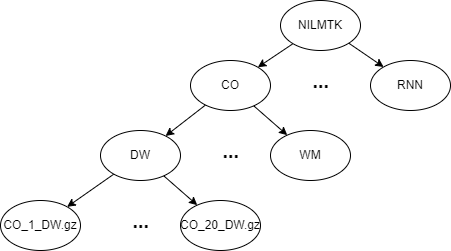 NILMTK
CO
...
RNN
DW
...
WM
CO_1_DW.gz
...
CO_20_DW.gz